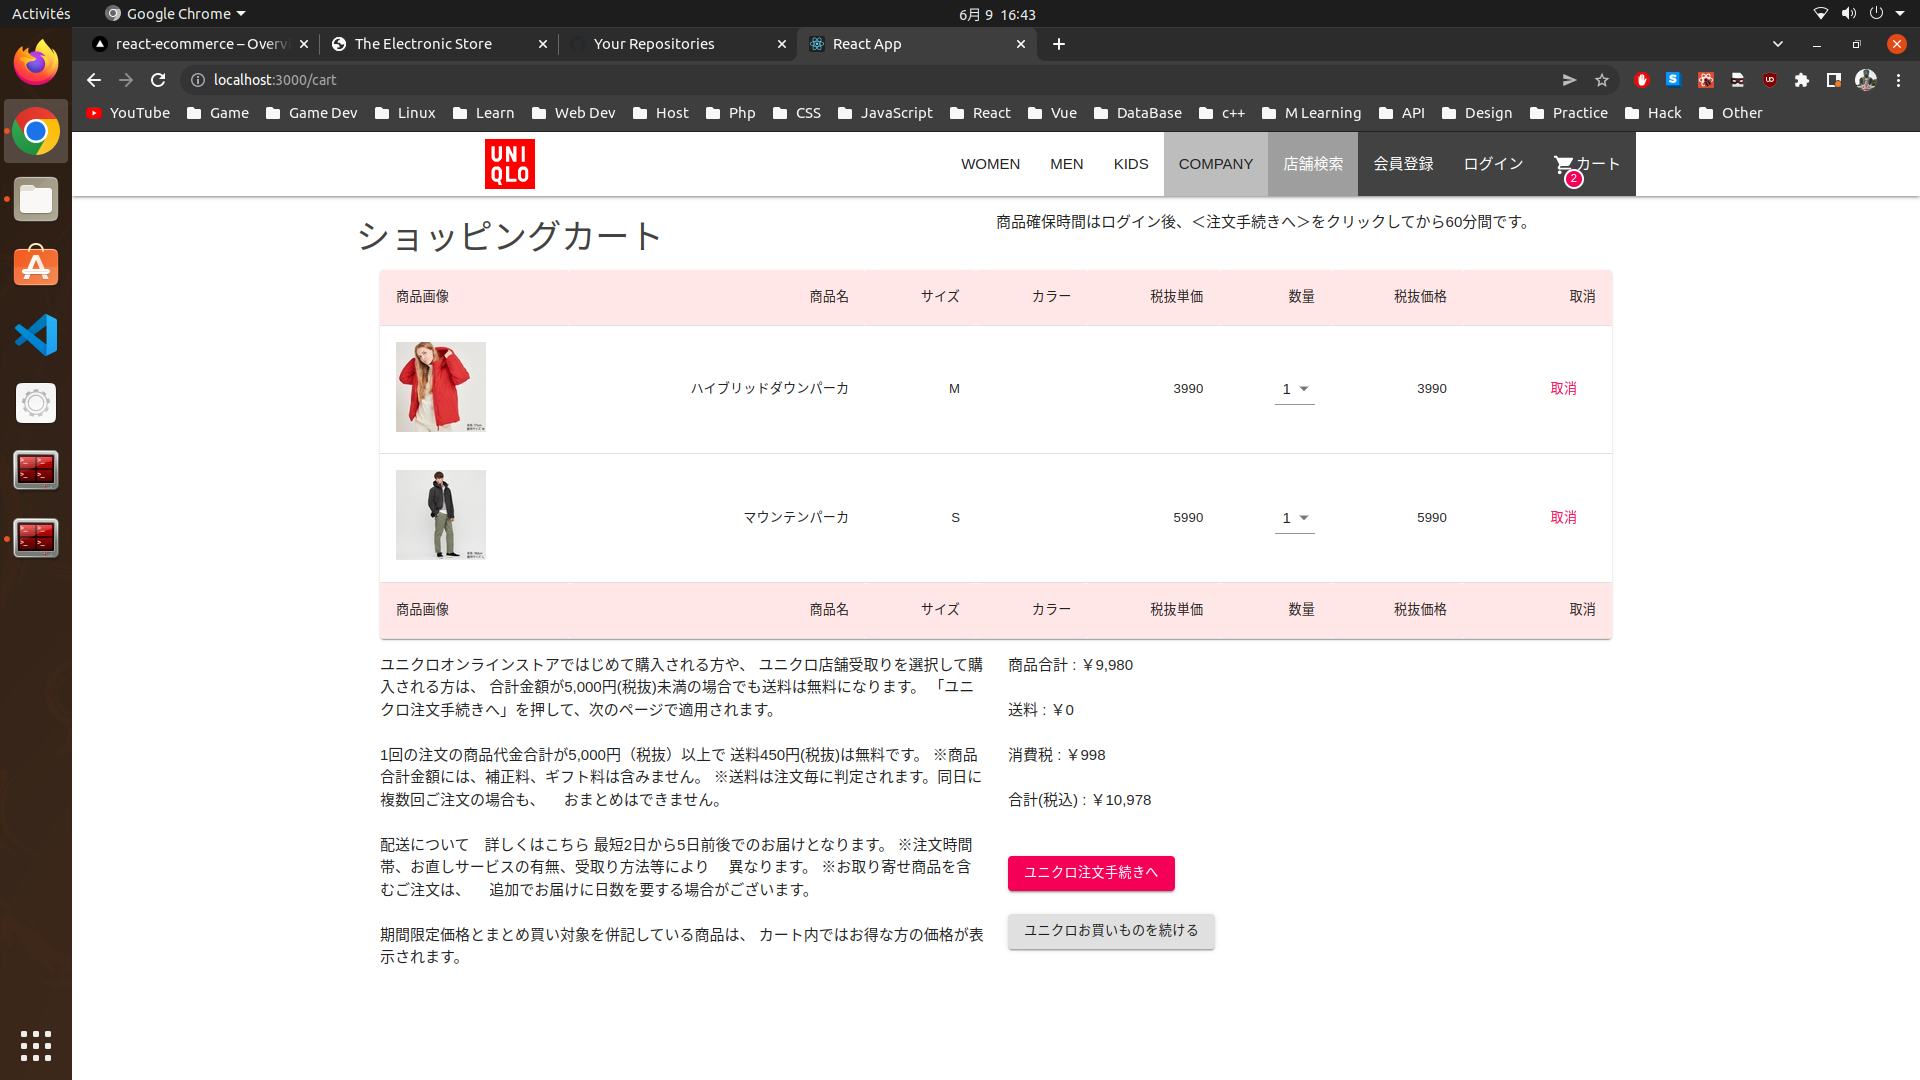 Activités
Google Chrome
6月 9 16:43
react-ecommerce – Overvi
The Electronic Store
Your Repositories
React App
localhost:3000/cart
YouTube
Game
Game Dev
Linux
Learn
Web Dev
Host
Php
CSS
JavaScript
React
Vue
DataBase
c++
M Learning
API
Design
Practice
Hack
Other
UNI
QLO
WOMEN
MEN
KIDS
COMPANY
店舗検索
会員登録
ログイン
カート
2
ショッピングカート
商品確保時間はログイン後、＜注文手続きへ＞をクリックしてから60分間です。
商品画像 商品名 サイズ カラー 税抜単価 数量 税抜価格 取消
ハイブリッドダウンパーカ M 3990 1 3990 取消
マウンテンパーカ S 5990 1 5990 取消
商品画像 商品名 サイズ カラー 税抜単価 数量 税抜価格 取消
ユニクロオンラインストアではじめて購入される方や、 ユニクロ店舗受取りを選択して購
入される方は、 合計金額が5,000円(税抜)未満の場合でも送料は無料になります。 「ユニ
クロ注文手続きへ」を押して、次のページで適用されます。
1回の注文の商品代金合計が5,000円（税抜）以上で 送料450円(税抜)は無料です。 ※商品
合計金額には、補正料、ギフト料は含みません。 ※送料は注文毎に判定されます。同日に
複数回ご注文の場合も、　おまとめはできません。
配送について　詳しくはこちら 最短2日から5日前後でのお届けとなります。 ※注文時間
帯、お直しサービスの有無、受取り方法等により　異なります。 ※お取り寄せ商品を含
むご注文は、　追加でお届けに日数を要する場合がございます。
期間限定価格とまとめ買い対象を併記している商品は、 カート内ではお得な方の価格が表
示されます。
商品合計 : ￥9,980
送料 : ￥0
消費税 : ￥998
合計(税込) : ￥10,978
ユニクロ注文手続きへ
ユニクロお買いものを続ける